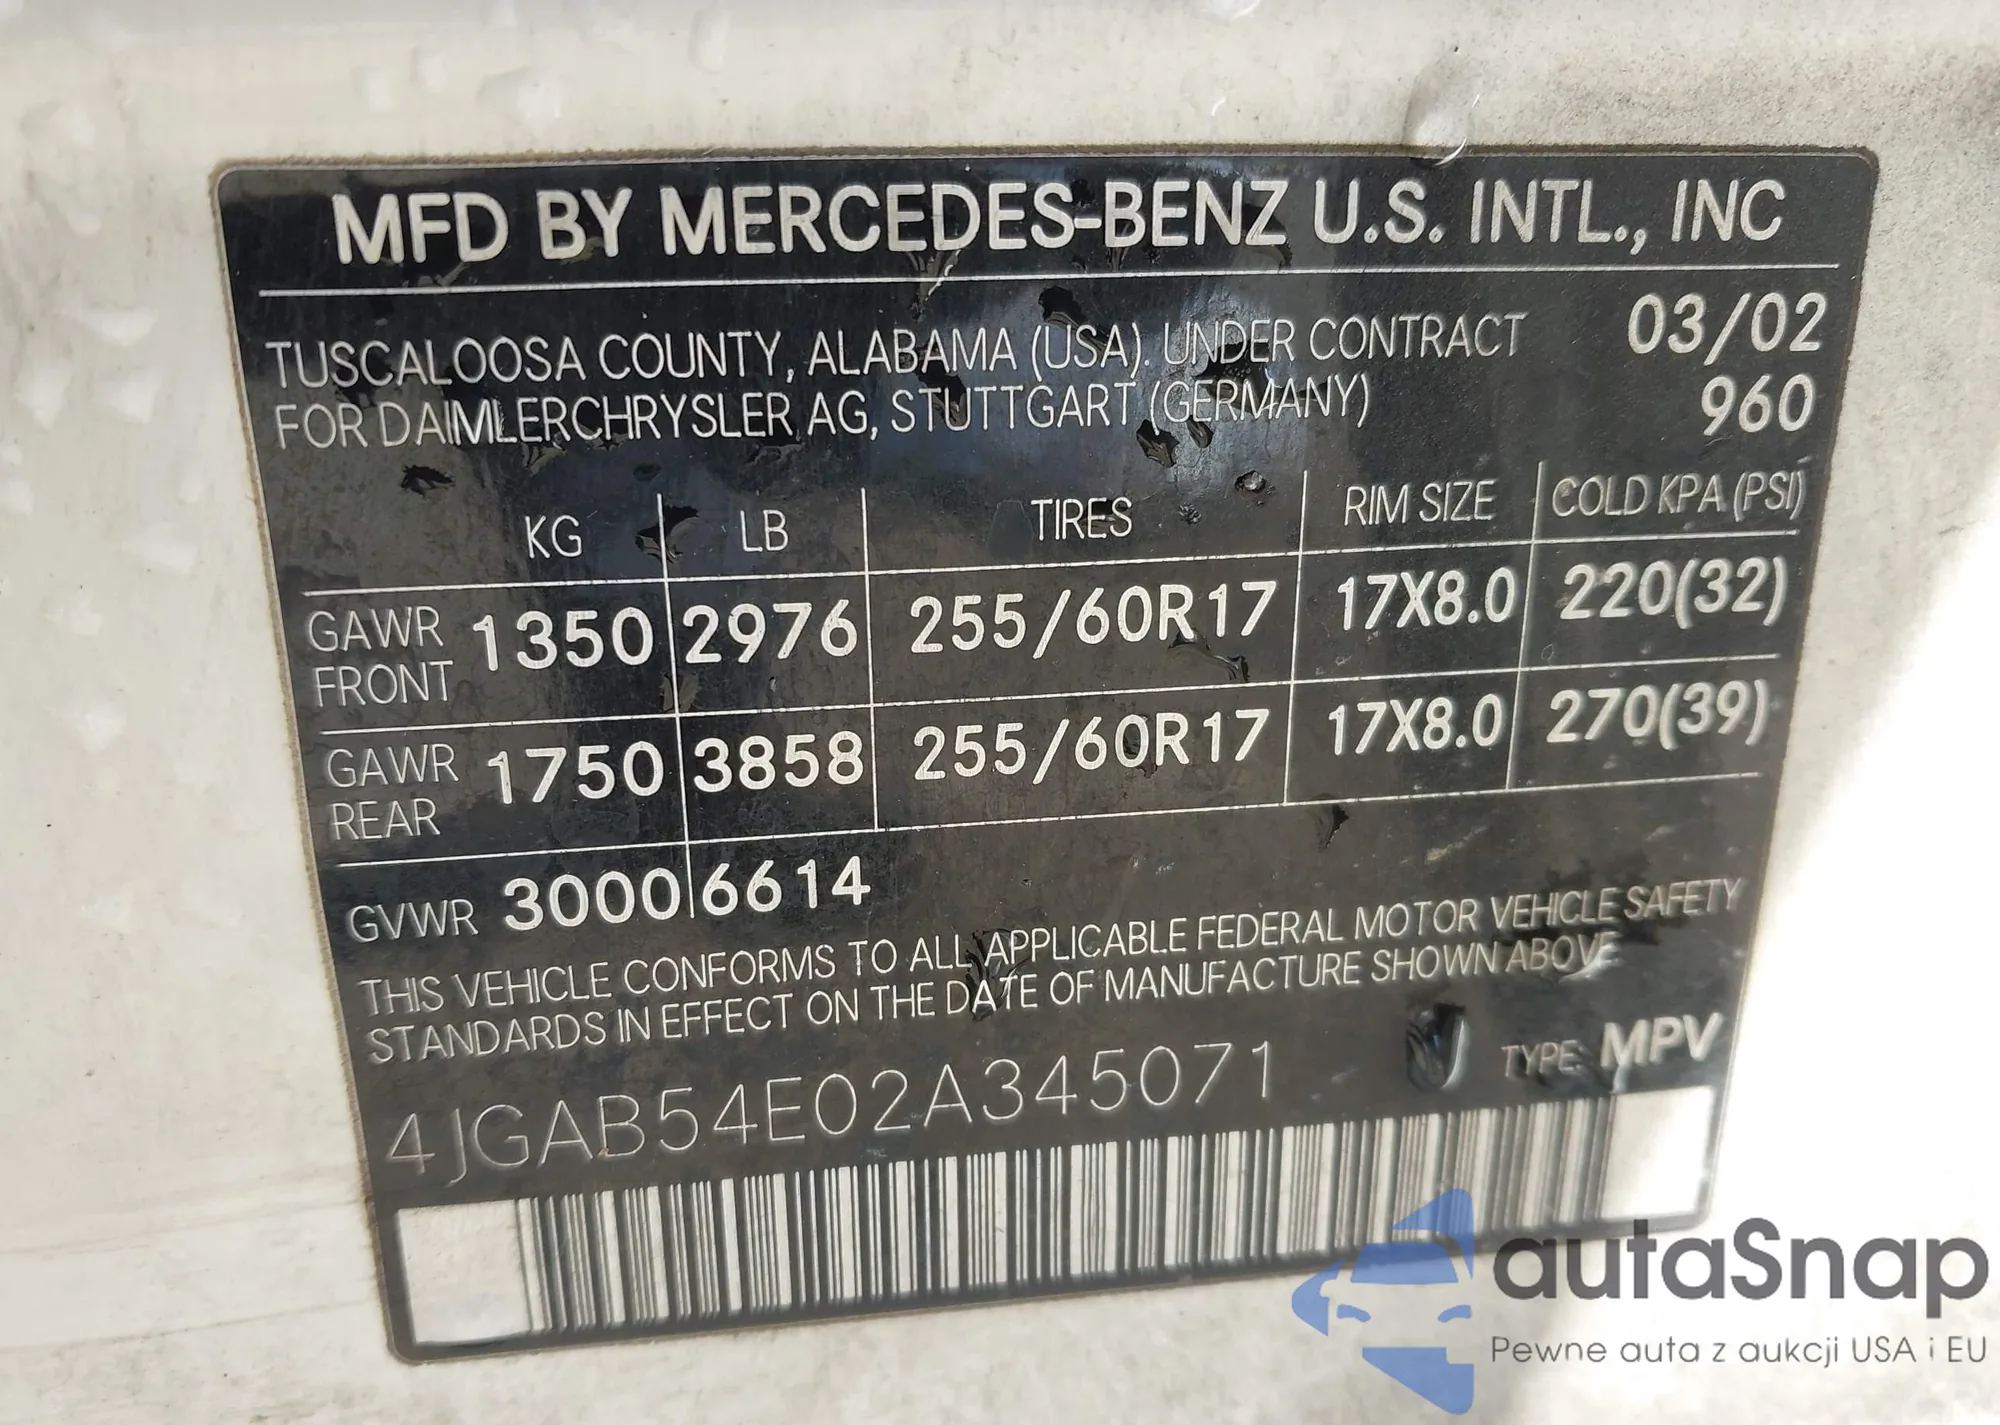 MFD BY MERCEDES-BENZ U.S. INTL., INC
TUSCALOOSA COUNTY, ALABAMA (USA). UNDER CONTRACT 03/02
FOR DAIMLERCHRYSLER AG, STUTTGART (GERMANY) 960
KG LB TIRES RIM SIZE COLD KPA (PSI)
GAWR FRONT 1350 2976 255/60R17 17X8.0 220(32)
GAWR REAR 1750 3858 255/60R17 17X8.0 270(39)
GVWR 3000 6614
THIS VEHICLE CONFORMS TO ALL APPLICABLE FEDERAL MOTOR VEHICLE SAFETY
STANDARDS IN EFFECT ON THE DATE OF MANUFACTURE SHOWN ABOVE
4JGAB54E02A345071 TYPE: MPV
autaSnap
Pewne auta z aukcji USA i EU